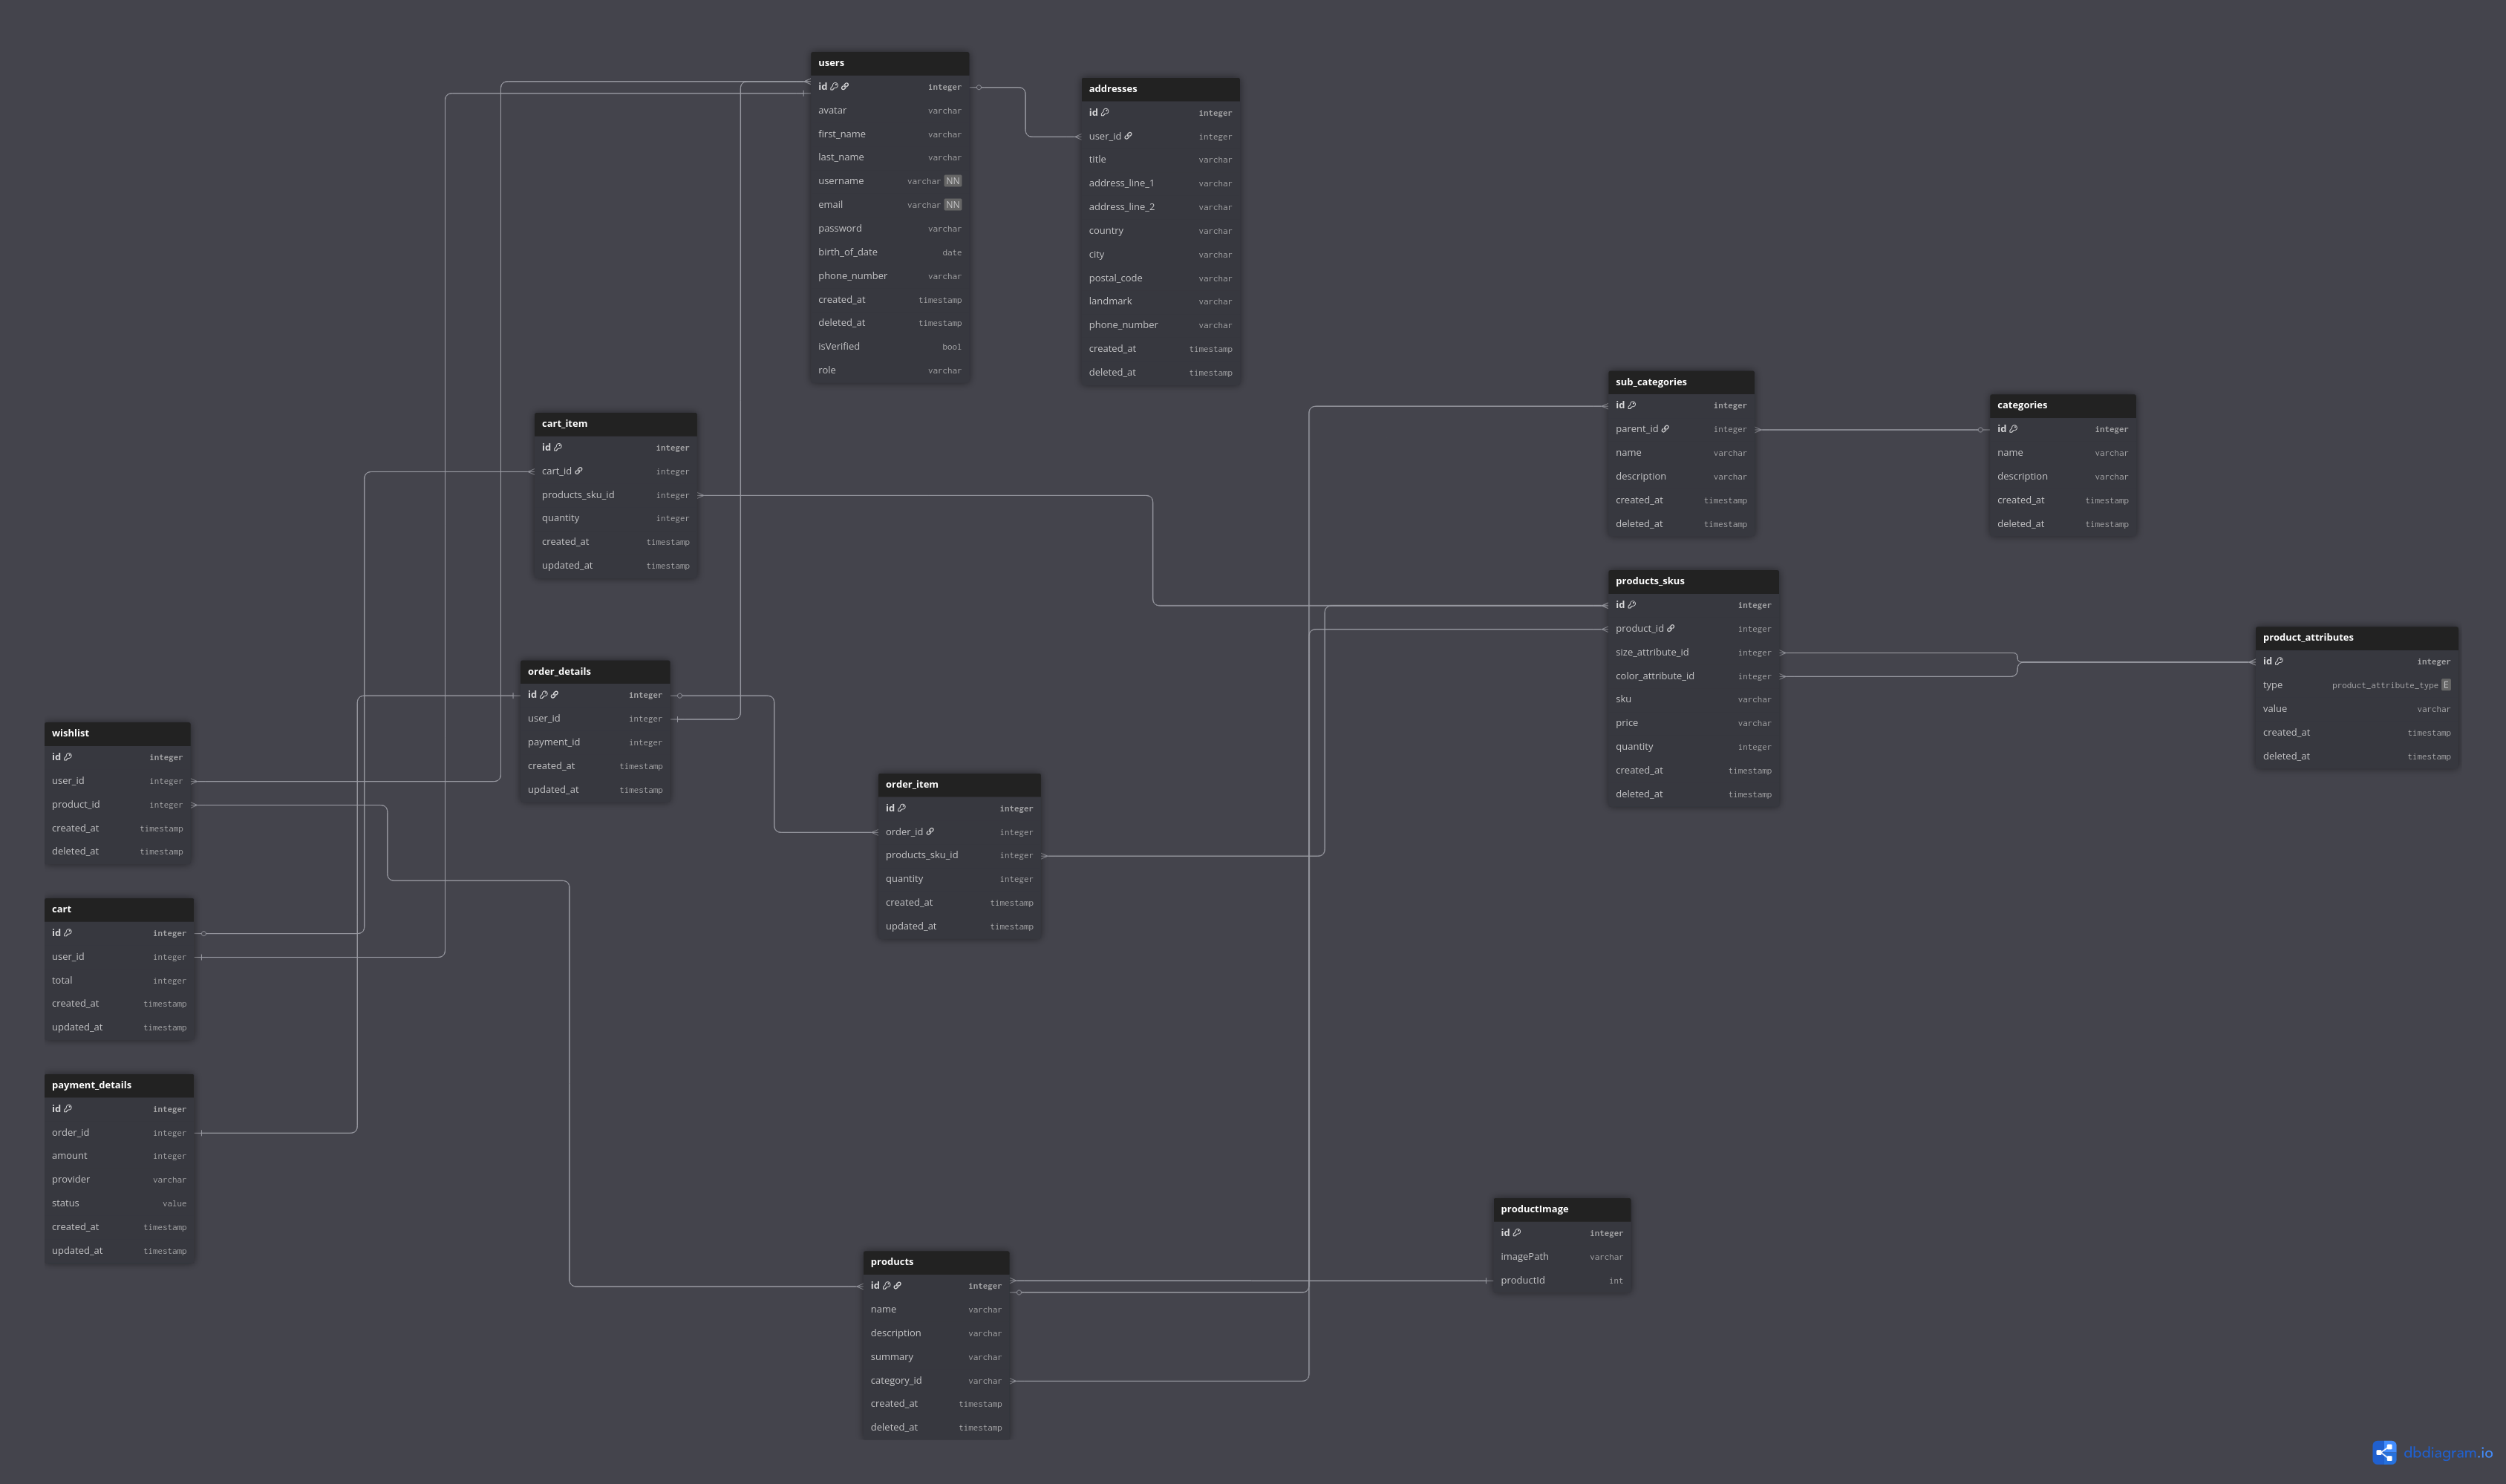 users
id integer
avatar varchar
first_name varchar
last_name varchar
username varchar NN
email varchar NN
password varchar
birth_of_date date
phone_number varchar
created_at timestamp
deleted_at timestamp
isVerified bool
role varchar
addresses
id integer
user_id integer
title varchar
address_line_1 varchar
address_line_2 varchar
country varchar
city varchar
postal_code varchar
landmark varchar
phone_number varchar
created_at timestamp
deleted_at timestamp
sub_categories
id integer
parent_id integer
name varchar
description varchar
created_at timestamp
deleted_at timestamp
categories
id integer
name varchar
description varchar
created_at timestamp
deleted_at timestamp
cart_item
id integer
cart_id integer
products_sku_id integer
quantity integer
created_at timestamp
updated_at timestamp
products_skus
id integer
product_id integer
size_attribute_id integer
color_attribute_id integer
sku varchar
price varchar
quantity integer
created_at timestamp
deleted_at timestamp
product_attributes
id integer
type product_attribute_type E
value varchar
created_at timestamp
deleted_at timestamp
order_details
id integer
user_id integer
payment_id integer
created_at timestamp
updated_at timestamp
wishlist
id integer
user_id integer
product_id integer
created_at timestamp
deleted_at timestamp
order_item
id integer
order_id integer
products_sku_id integer
quantity integer
created_at timestamp
updated_at timestamp
cart
id integer
user_id integer
total integer
created_at timestamp
updated_at timestamp
payment_details
id integer
order_id integer
amount integer
provider varchar
status value
created_at timestamp
updated_at timestamp
productImage
id integer
imagePath varchar
productId int
products
id integer
name varchar
description varchar
summary varchar
category_id varchar
created_at timestamp
deleted_at timestamp
dbdiagram.io